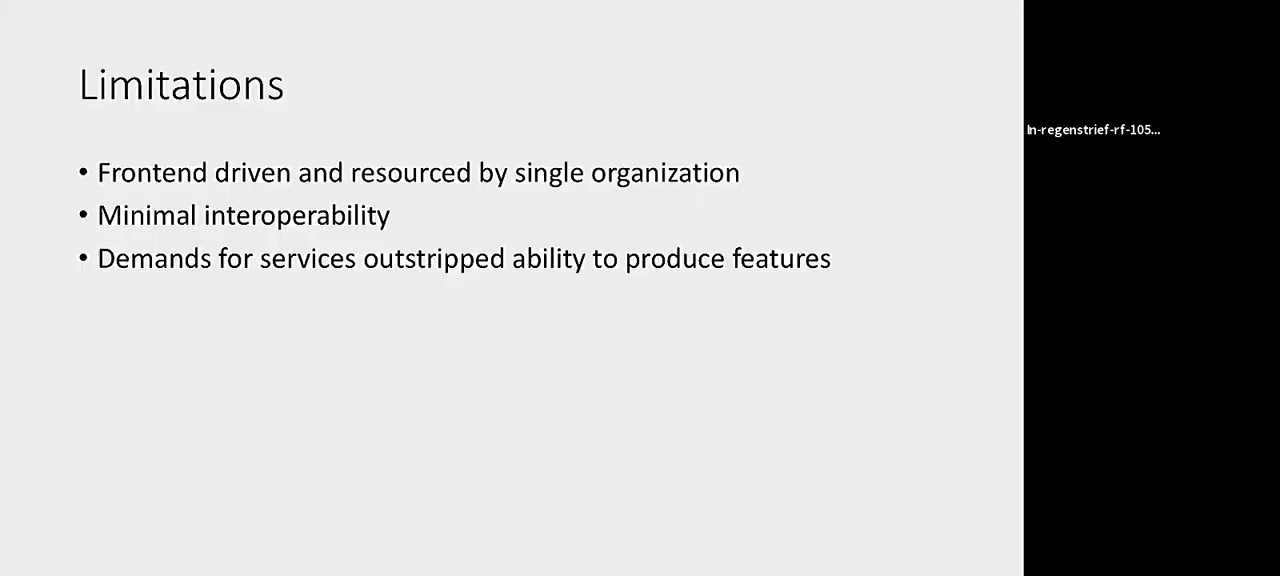 Limitations
• Frontend driven and resourced by single organization
• Minimal interoperability
• Demands for services outstripped ability to produce features
In-regenstrief-rf-105...